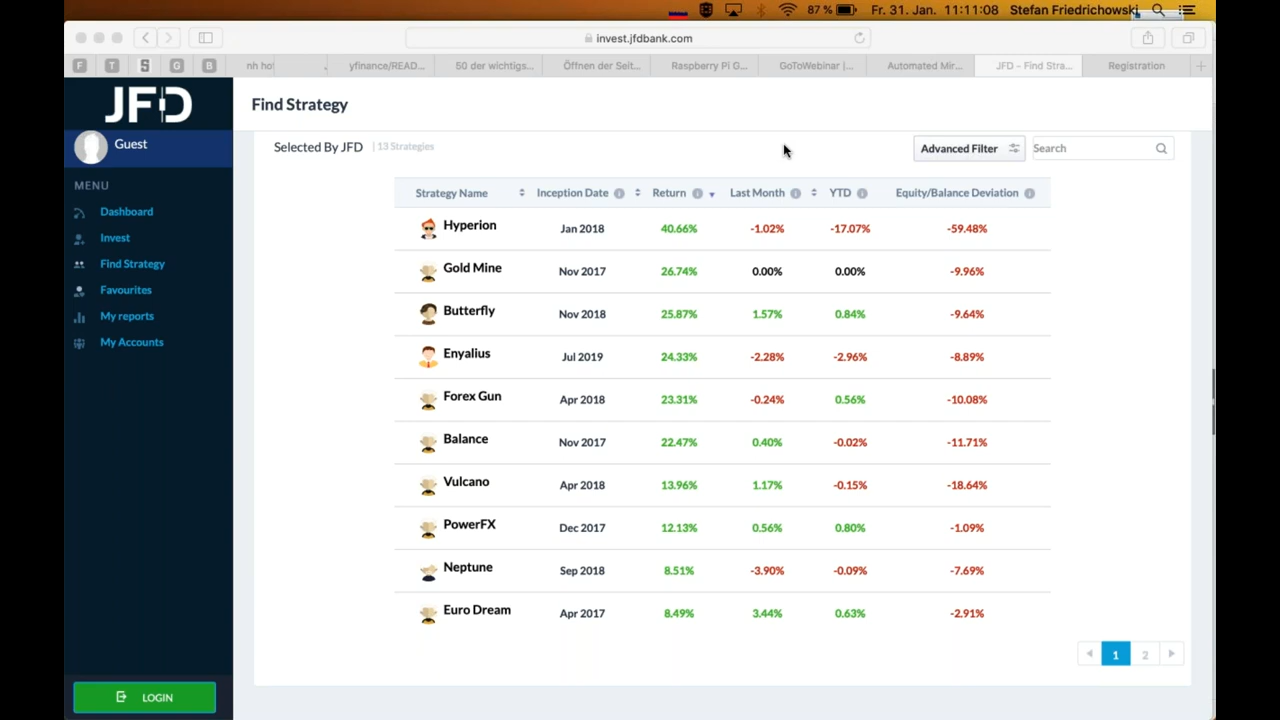 87 % Fr. 31. Jan. 11:11:08 Stefan Friedrichowski
invest.jfdbank.com
F T S G B yfinance/READ... 50 der wichtigs... Öffnen der Seit... Raspberry Pi G... GoToWebinar |... Automated Mir... JFD - Find Stra... Registration
JFD
Find Strategy
Guest
Selected By JFD | 13 Strategies
Advanced Filter
Search
MENU
Dashboard
Invest
Find Strategy
Favourites
My reports
My Accounts
Strategy Name Inception Date Return Last Month YTD Equity/Balance Deviation
Hyperion Jan 2018 40.66% -1.02% -17.07% -59.48%
Gold Mine Nov 2017 26.74% 0.00% 0.00% -9.96%
Butterfly Nov 2018 25.87% 1.57% 0.84% -9.64%
Enyalius Jul 2019 24.33% -2.28% -2.96% -8.89%
Forex Gun Apr 2018 23.31% -0.24% 0.56% -10.08%
Balance Nov 2017 22.47% 0.40% -0.02% -11.71%
Vulcano Apr 2018 13.96% 1.17% -0.15% -18.64%
PowerFX Dec 2017 12.13% 0.56% 0.80% -1.09%
Neptune Sep 2018 8.51% -3.90% -0.09% -7.69%
Euro Dream Apr 2017 8.49% 3.44% 0.63% -2.91%
1 2
LOGIN